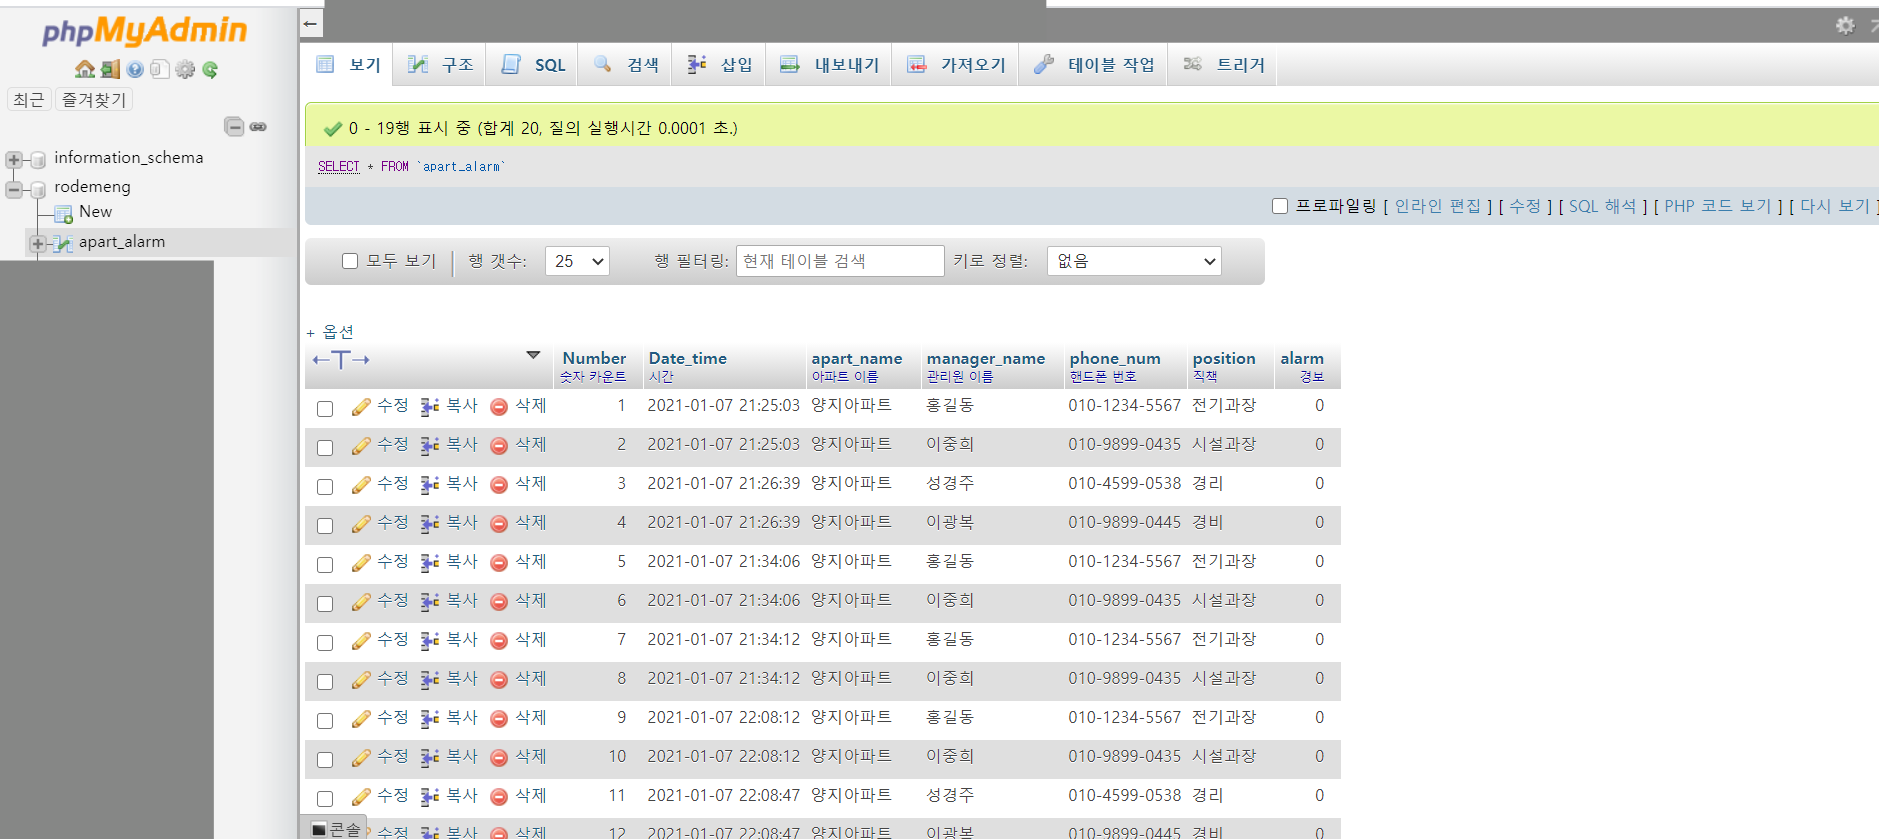 phpMyAdmin
최근 즐겨찾기
information_schema
rodemeng
New
apart_alarm
←
보기 구조 SQL 검색 삽입 내보내기 가져오기 테이블 작업 트리거
0 - 19행 표시 중 (합계 20, 질의 실행시간 0.0001 초.)
SELECT * FROM `apart_alarm`
프로파일링 [ 인라인 편집 ] [ 수정 ] [ SQL 해석 ] [ PHP 코드 보기 ] [ 다시 보기 ]
모두 보기 행 갯수: 25 행 필터링: 현재 테이블 검색 키로 정렬: 없음
+ 옵션
←T→ Number Date_time apart_name manager_name phone_num position alarm
숫자 카운트 시간 아파트 이름 관리원 이름 핸드폰 번호 직책 경보
수정 복사 삭제 1 2021-01-07 21:25:03 양지아파트 홍길동 010-1234-5567 전기과장 0
수정 복사 삭제 2 2021-01-07 21:25:03 양지아파트 이중희 010-9899-0435 시설과장 0
수정 복사 삭제 3 2021-01-07 21:26:39 양지아파트 성경주 010-4599-0538 경리 0
수정 복사 삭제 4 2021-01-07 21:26:39 양지아파트 이광복 010-9899-0445 경비 0
수정 복사 삭제 5 2021-01-07 21:34:06 양지아파트 홍길동 010-1234-5567 전기과장 0
수정 복사 삭제 6 2021-01-07 21:34:06 양지아파트 이중희 010-9899-0435 시설과장 0
수정 복사 삭제 7 2021-01-07 21:34:12 양지아파트 홍길동 010-1234-5567 전기과장 0
수정 복사 삭제 8 2021-01-07 21:34:12 양지아파트 이중희 010-9899-0435 시설과장 0
수정 복사 삭제 9 2021-01-07 22:08:12 양지아파트 홍길동 010-1234-5567 전기과장 0
수정 복사 삭제 10 2021-01-07 22:08:12 양지아파트 이중희 010-9899-0435 시설과장 0
수정 복사 삭제 11 2021-01-07 22:08:47 양지아파트 성경주 010-4599-0538 경리 0
수정 복사 삭제 12 2021-01-07 22:08:47 양지아파트 이광복 010-9899-0445 경비 0
콘솔